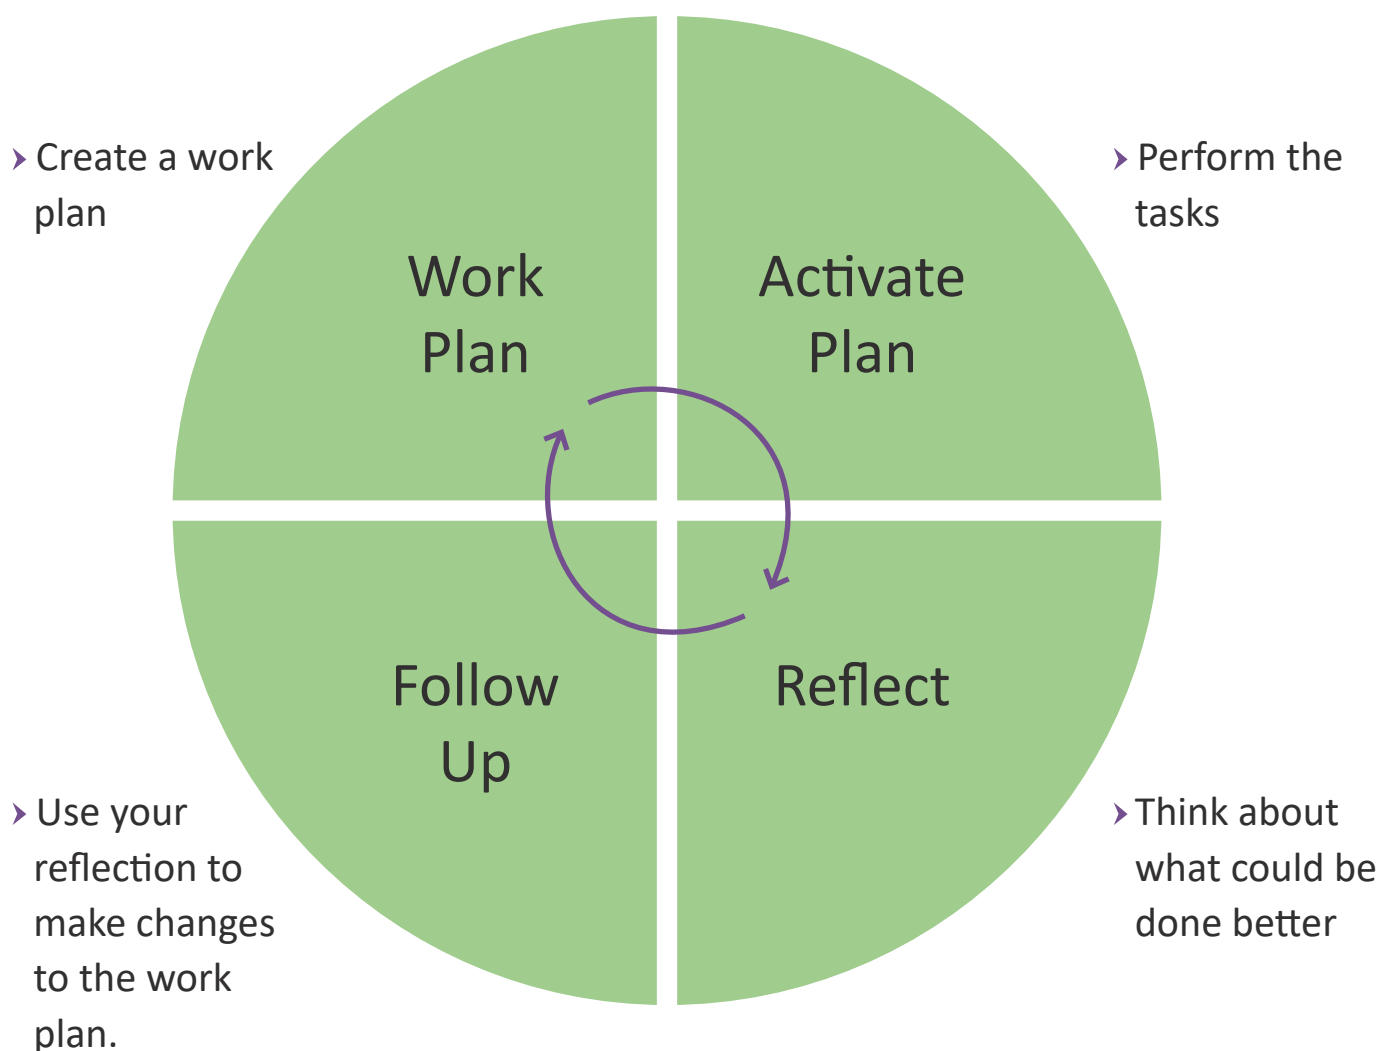 Create a work
plan
Work
Plan
Activate
Plan
Perform the
tasks
Follow
Up
Reflect
Use your
reflection to
make changes
to the work
plan.
Think about
what could be
done better